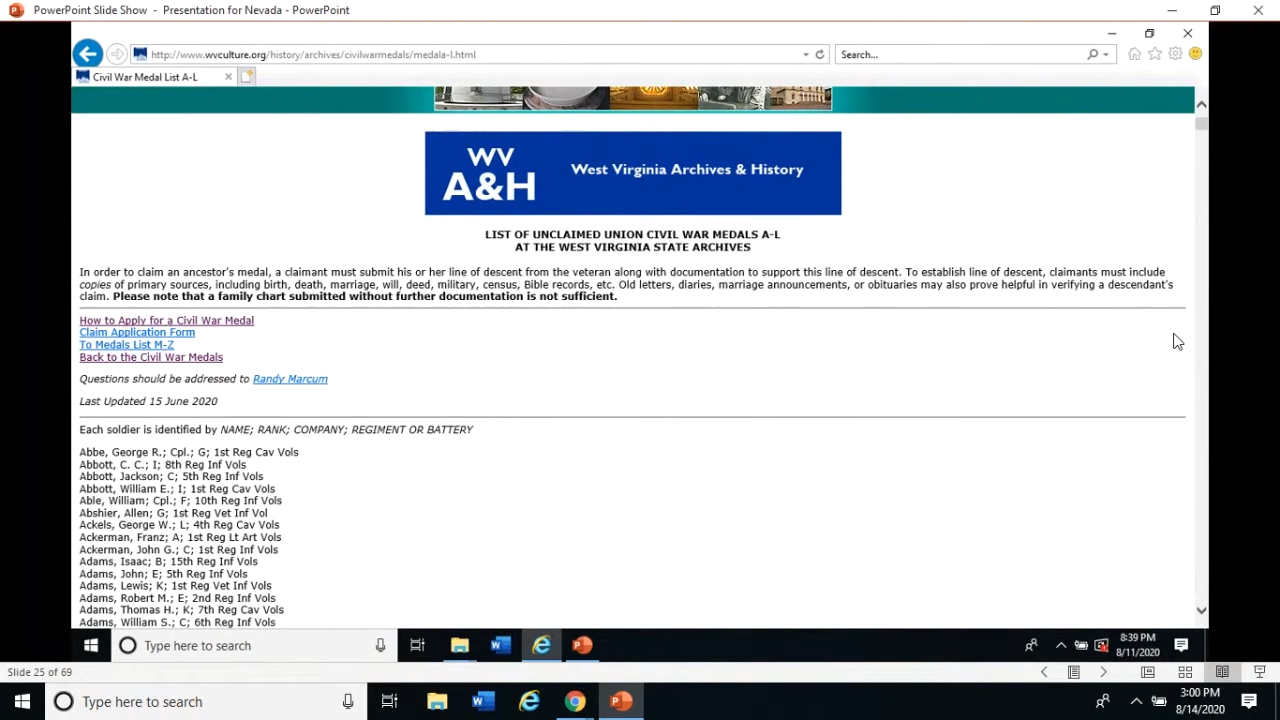 PowerPoint Slide Show - Presentation for Nevada - PowerPoint
http://www.wvculture.org/history/archives/civilwarmedals/medala-l.html
Search...
Civil War Medal List A-L
WV
A&H
West Virginia Archives & History
LIST OF UNCLAIMED UNION CIVIL WAR MEDALS A-L
AT THE WEST VIRGINIA STATE ARCHIVES
In order to claim an ancestor's medal, a claimant must submit his or her line of descent from the veteran along with documentation to support this line of descent. To establish line of descent, claimants must include
copies of primary sources, including birth, death, marriage, will, deed, military, census, Bible records, etc. Old letters, diaries, marriage announcements, or obituaries may also prove helpful in verifying a descendant's
claim. Please note that a family chart submitted without further documentation is not sufficient.
How to Apply for a Civil War Medal
Claim Application Form
To Medals List M-Z
Back to the Civil War Medals
Questions should be addressed to Randy Marcum
Last Updated 15 June 2020
Each soldier is identified by NAME; RANK; COMPANY; REGIMENT OR BATTERY
Abbe, George R.; Cpl.; G; 1st Reg Cav Vols
Abbott, C. C.; I; 8th Reg Inf Vols
Abbott, Jackson; C; 5th Reg Inf Vols
Abbott, William E.; I; 1st Reg Cav Vols
Able, William; Cpl.; F; 10th Reg Inf Vols
Abshier, Allen; G; 1st Reg Vet Inf Vol
Ackels, George W.; L; 4th Reg Cav Vols
Ackerman, Franz; A; 1st Reg Lt Art Vols
Ackerman, John G.; C; 1st Reg Inf Vols
Adams, Isaac; B; 15th Reg Inf Vols
Adams, John; E; 5th Reg Inf Vols
Adams, Lewis; K; 1st Reg Vet Inf Vols
Adams, Robert M.; E; 2nd Reg Inf Vols
Adams, Thomas H.; K; 7th Reg Cav Vols
Adams, William S.; C; 6th Reg Inf Vols
Type here to search
8:39 PM
8/11/2020
Slide 25 of 69
Type here to search
3:00 PM
8/14/2020